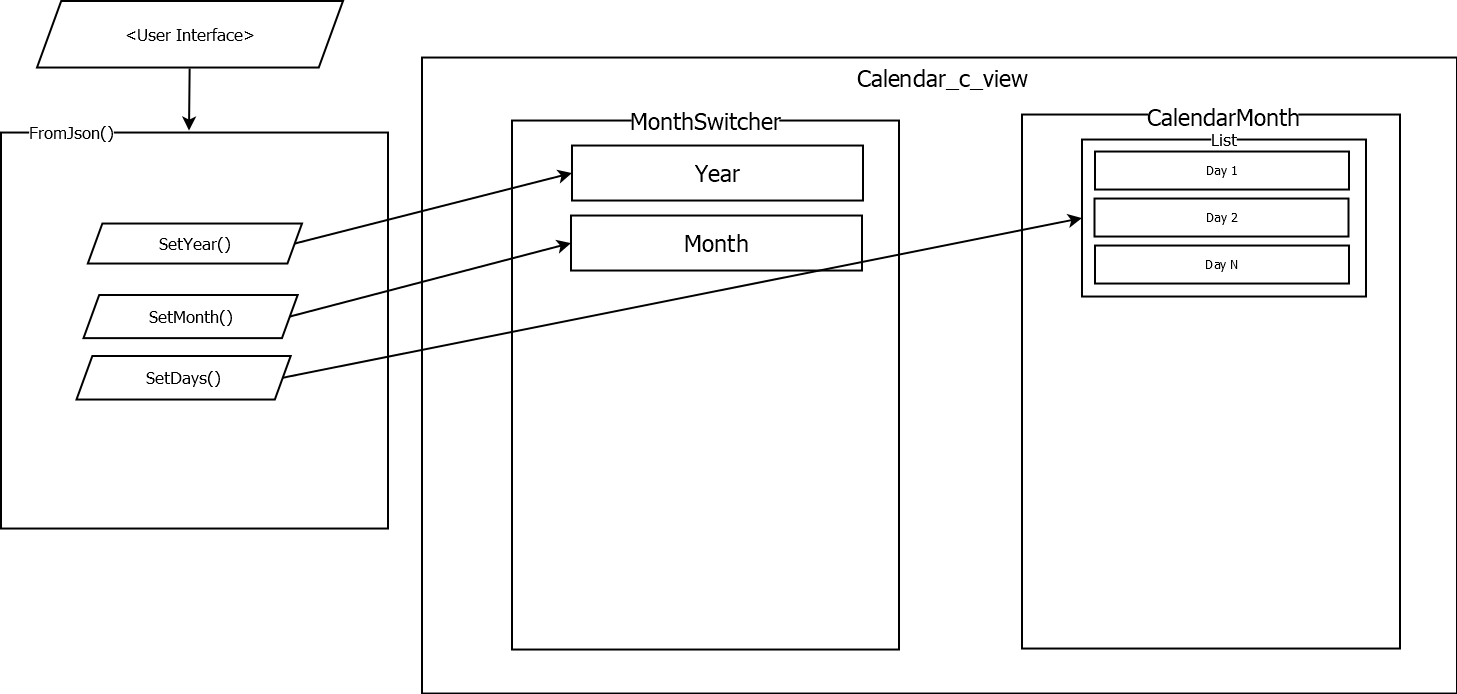 <User Interface>
FromJson()
SetYear()
SetMonth()
SetDays()
Calendar_c_view
MonthSwitcher
Year
Month
CalendarMonth
List
Day 1
Day 2
Day N